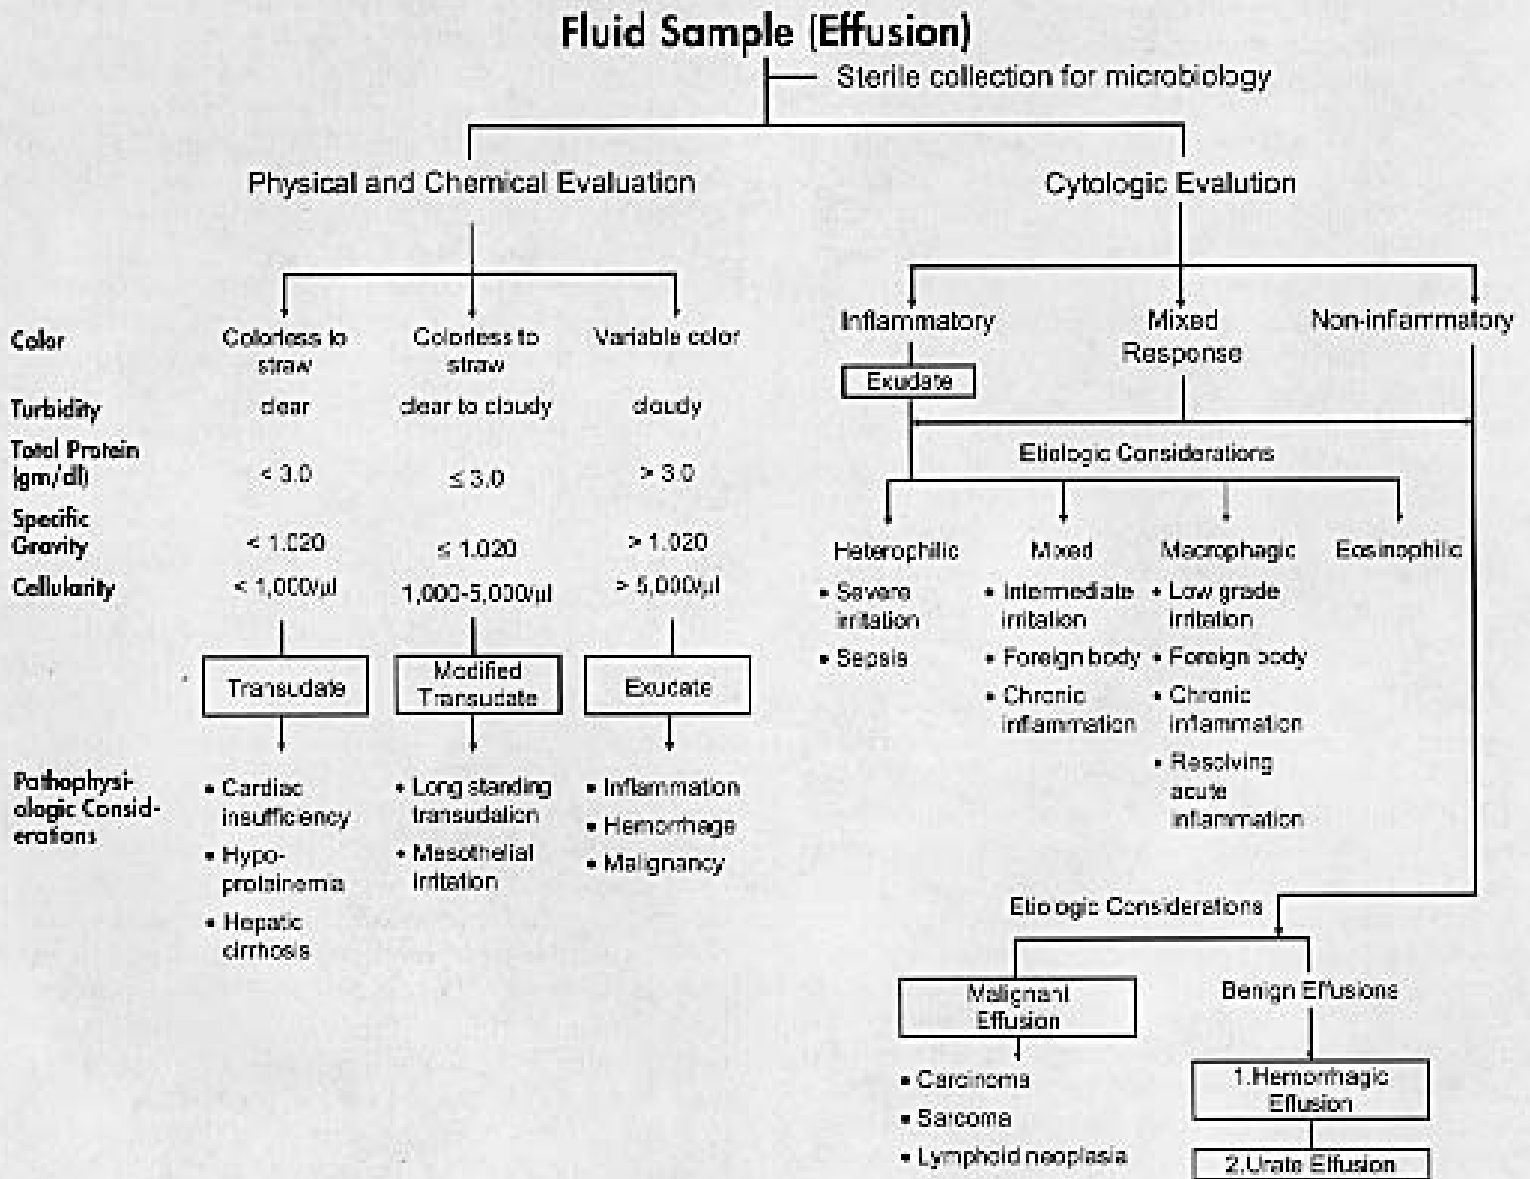 Fluid Sample (Effusion)
Sterile collection for microbiology
Physical and Chemical Evaluation
Cytologic Evalution
Color
Colorless to
straw
Colorless to
straw
Variable color
Turbidity
clear
clear to cloudy
cloudy
Total Protein
(gm/dl)
< 3.0
≤ 3.0
> 3.0
Specific
Gravity
< 1.020
≤ 1.020
> 1.020
Cellularity
< 1,000/µl
1,000-5,000/µl
> 5,000/µl
Transudate
Modified
Transudate
Exudate
Pathophysi-
ologic Consid-
erations
• Cardiac
insufficiency
• Hypo-
proteinemia
• Hepatic
cirrhosis
• Long standing
transudation
• Mesothelial
irritation
• Inflammation
• Hemorrhage
• Malignancy
Inflammatory
Exudate
Mixed
Response
Non-inflammatory
Etiologic Considerations
Heterophilic
• Severe
irritation
• Sepsis
Mixed
• Intermediate
irritation
• Foreign body
• Chronic
inflammation
Macrophagic
• Low grade
irritation
• Foreign body
• Chronic
inflammation
• Resolving
acute
inflammation
Eosinophilic
Etiologic Considerations
Malignant
Effusion
• Carcinoma
• Sarcoma
• Lymphoid neoplasia
Benign Effusions
1.Hemorrhagic
Effusion
2.Urate Effusion